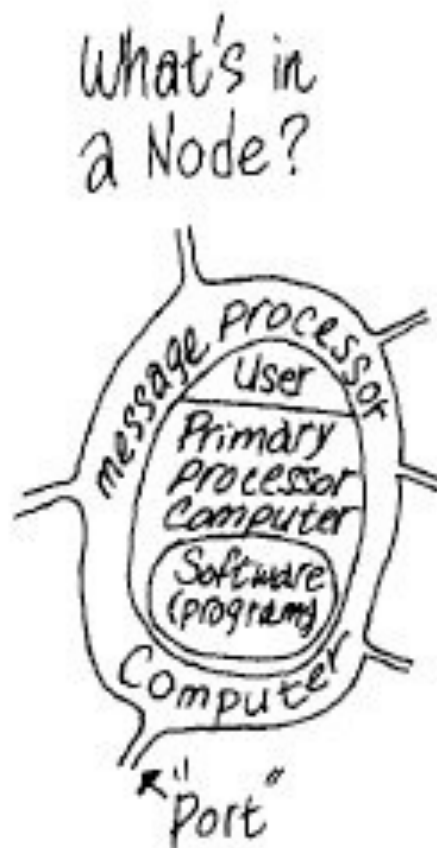 What's in
a Node?
message processor
User
Primary
Processor
Computer
Software
(program)
Computer
"Port"